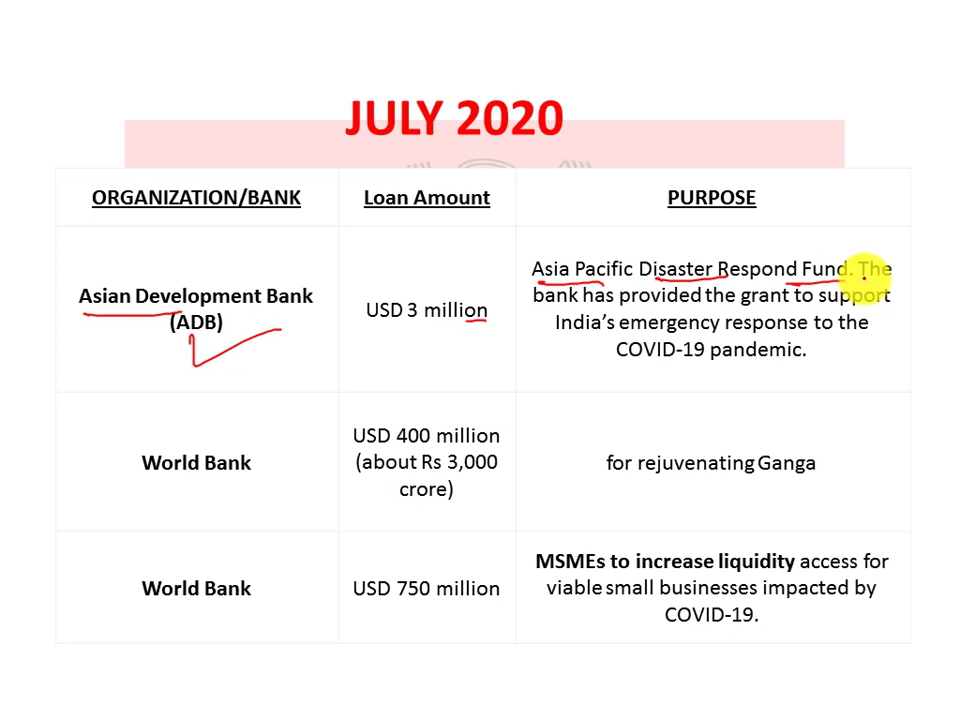 JULY 2020
ORGANIZATION/BANK
Loan Amount
PURPOSE
Asian Development Bank
(ADB)
USD 3 million
Asia Pacific Disaster Respond Fund. The
bank has provided the grant to support
India's emergency response to the
COVID-19 pandemic.
World Bank
USD 400 million
(about Rs 3,000
crore)
for rejuvenating Ganga
World Bank
USD 750 million
MSMEs to increase liquidity access for
viable small businesses impacted by
COVID-19.